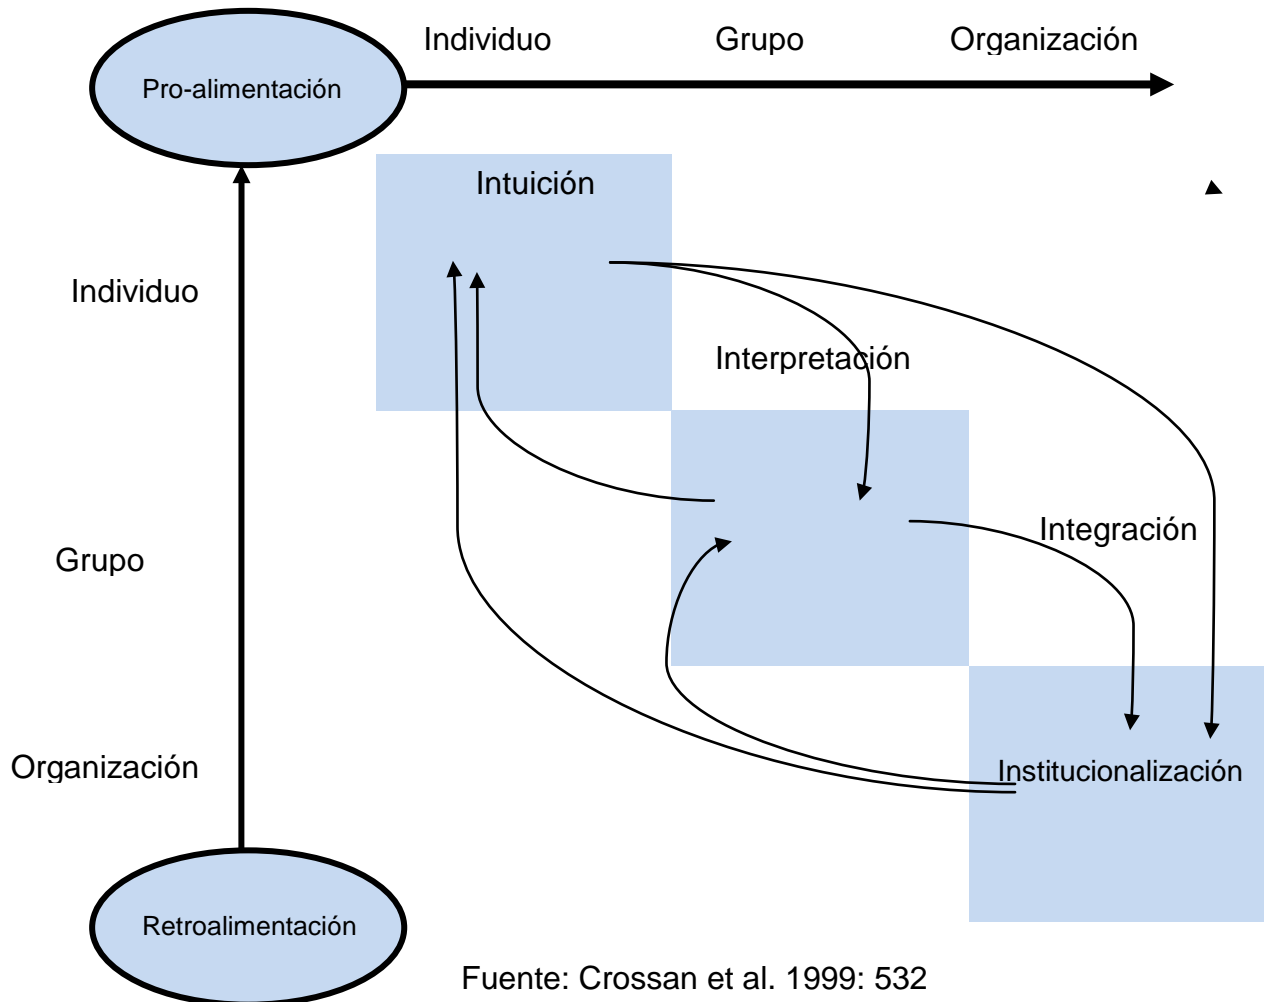 Individuo Grupo Organización
Pro-alimentación
Intuición
Individuo
Interpretación
Integración
Grupo
Organización
Institucionalización
Retroalimentación
Fuente: Crossan et al. 1999: 532